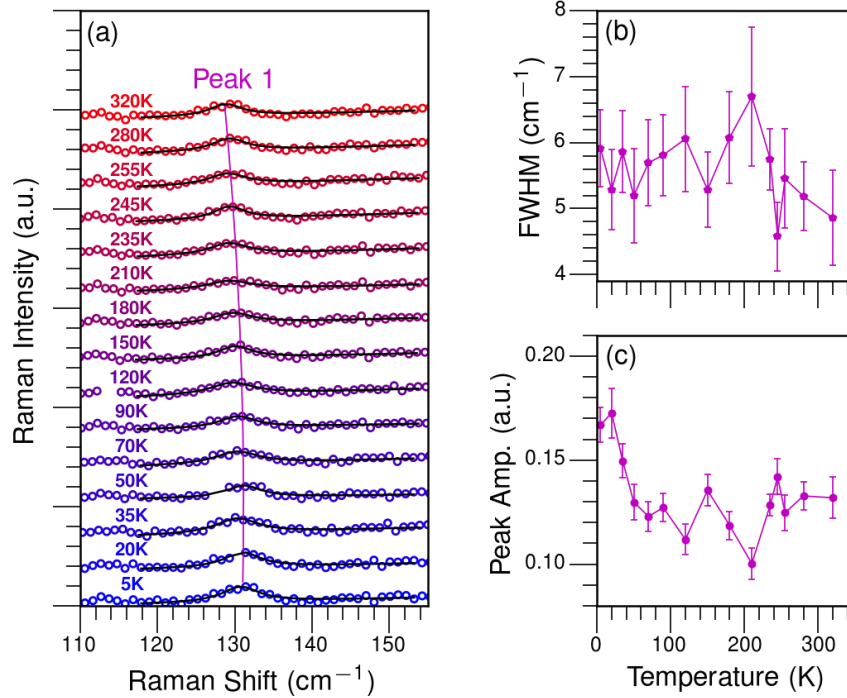 (a)
Peak 1
320K
280K
255K
245K
235K
210K
180K
150K
120K
90K
70K
50K
35K
20K
5K
Raman Intensity (a.u.)
110 120 130 140 150
Raman Shift (cm⁻¹)
(b)
8
7
6
5
4
FWHM (cm⁻¹)
(c)
0.20
0.15
0.10
Peak Amp. (a.u.)
0 100 200 300
Temperature (K)